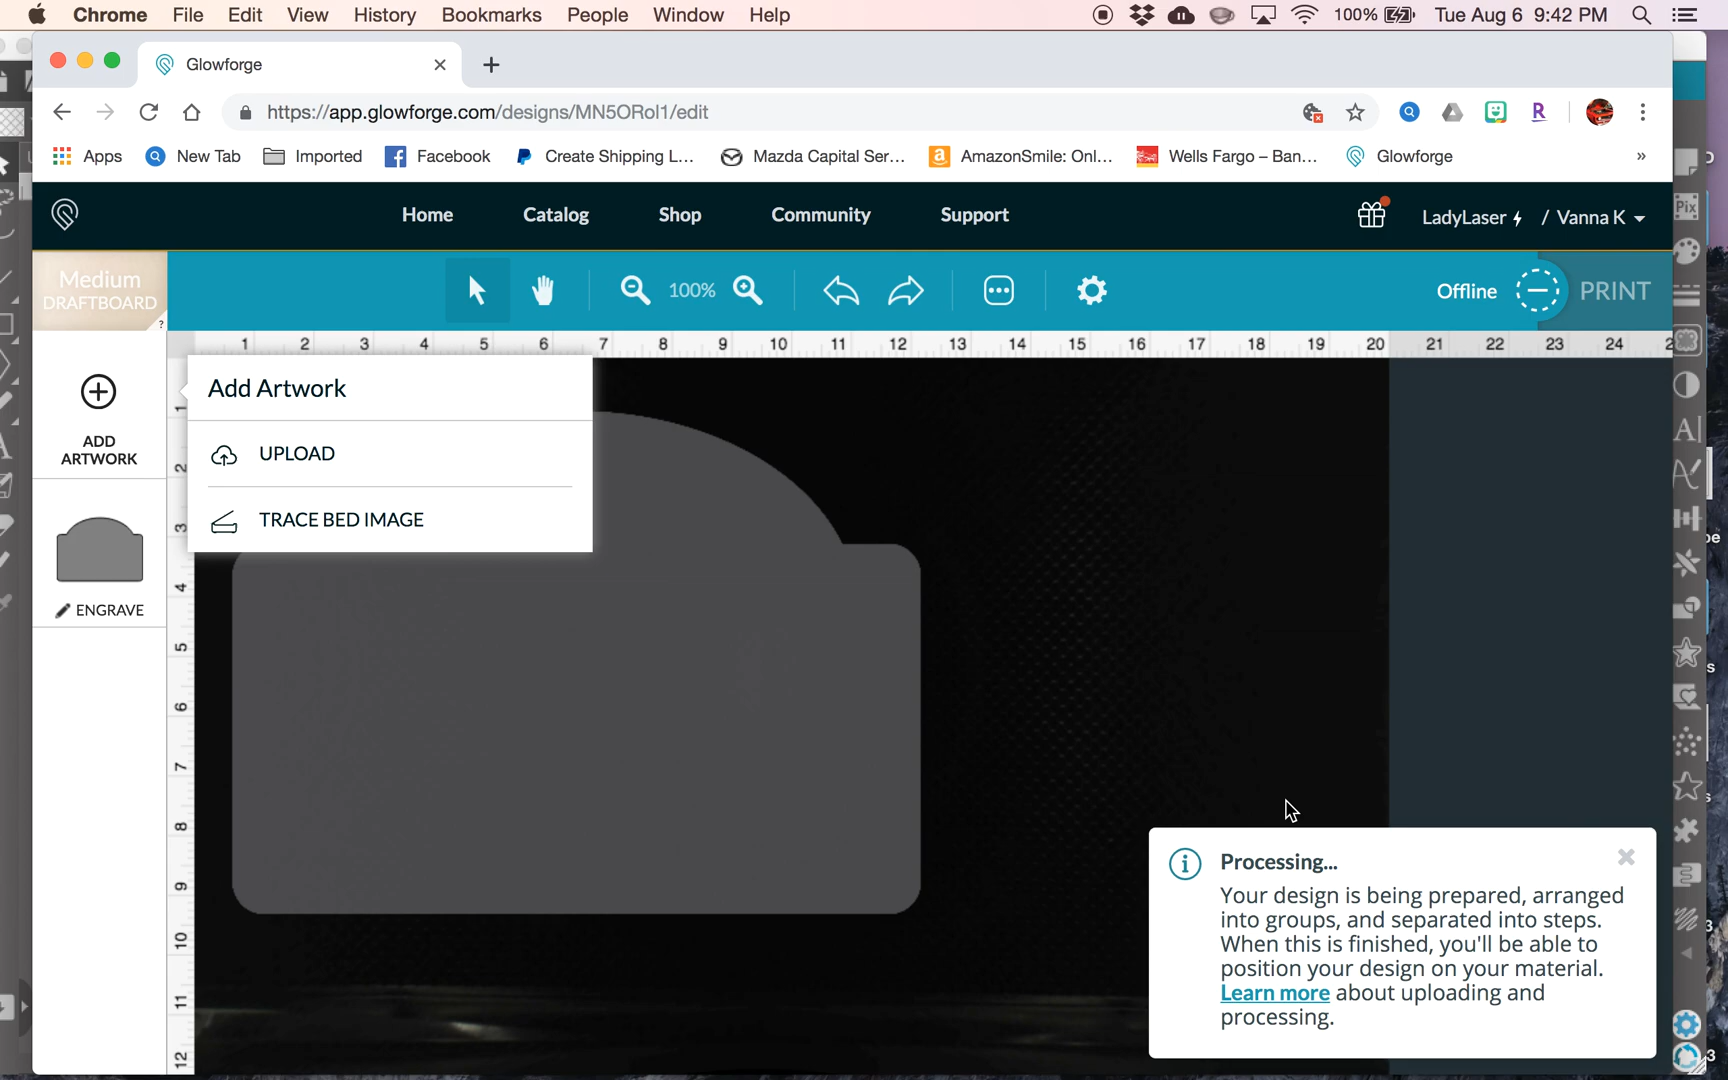 Chrome File Edit View History Bookmarks People Window Help 100% Tue Aug 6 9:42 PM
Glowforge
https://app.glowforge.com/designs/MN5ORol1/edit
R
Apps New Tab Imported Facebook Create Shipping L... Mazda Capital Ser... AmazonSmile: Onl... Wells Fargo – Ban... Glowforge »
Home Catalog Shop Community Support LadyLaser / Vanna K
Pix
Medium
DRAFTBOARD
?
100%
Offline PRINT
1 2 3 4 5 6 7 8 9 10 11 12 13 14 15 16 17 18 19 20 21 22 23 24 2
ADD
ARTWORK
ENGRAVE
1
2
3
4
5
6
7
8
9
10
11
12
Add Artwork
UPLOAD
TRACE BED IMAGE
Processing...
Your design is being prepared, arranged
into groups, and separated into steps.
When this is finished, you'll be able to
position your design on your material.
Learn more about uploading and
processing.